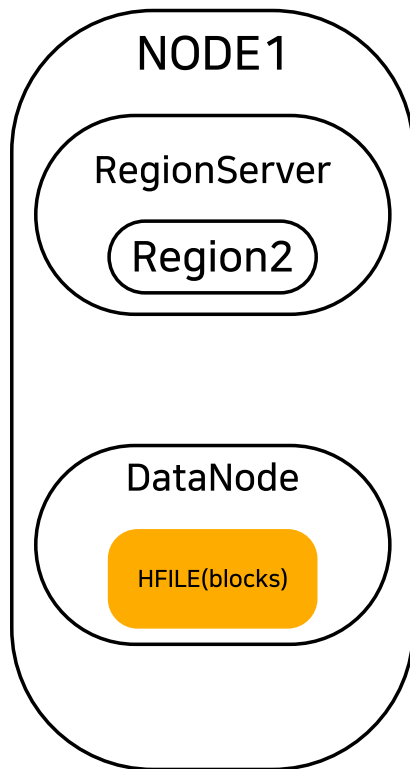 NODE1
RegionServer
Region2
DataNode
HFILE(blocks)